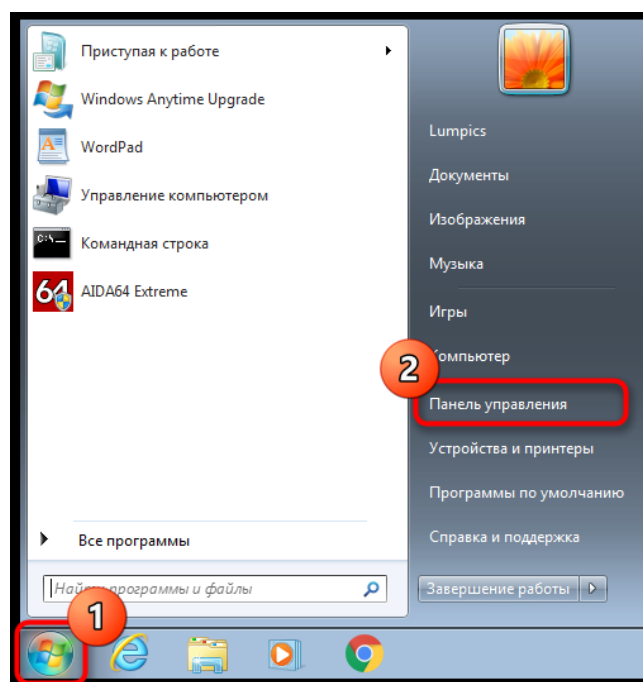 Приступая к работе
Windows Anytime Upgrade
WordPad
Управление компьютером
C:\_
Командная строка
64
AIDA64 Extreme
Все программы
Найти программы и файлы
1
Lumpics
Документы
Изображения
Музыка
Игры
Компьютер
2
Панель управления
Устройства и принтеры
Программы по умолчанию
Справка и поддержка
Завершение работы